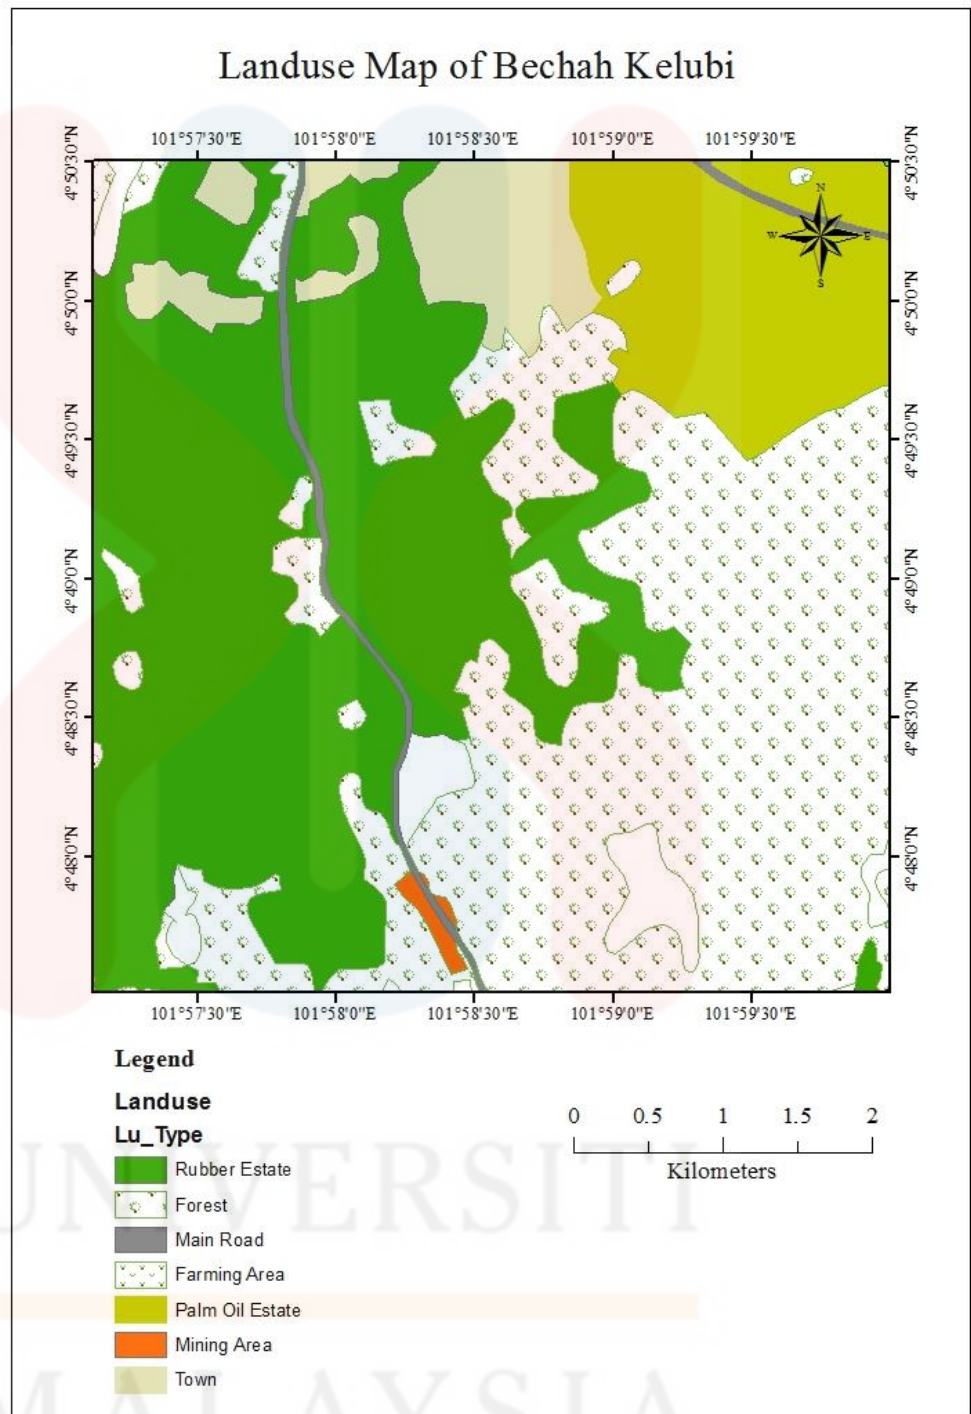 Landuse Map of Bechah Kelubi
101°57'30"E 101°58'0"E 101°58'30"E 101°59'0"E 101°59'30"E
4°50'30"N 4°50'30"N
N
W E
S
4°50'0"N 4°50'0"N
4°49'30"N 4°49'30"N
4°49'0"N 4°49'0"N
4°48'30"N 4°48'30"N
4°48'0"N 4°48'0"N
101°57'30"E 101°58'0"E 101°58'30"E 101°59'0"E 101°59'30"E
Legend
Landuse
Lu_Type
Rubber Estate
Forest
Main Road
Farming Area
Palm Oil Estate
Mining Area
Town
0 0.5 1 1.5 2
Kilometers
UNIVERSITI
MALAYSIA